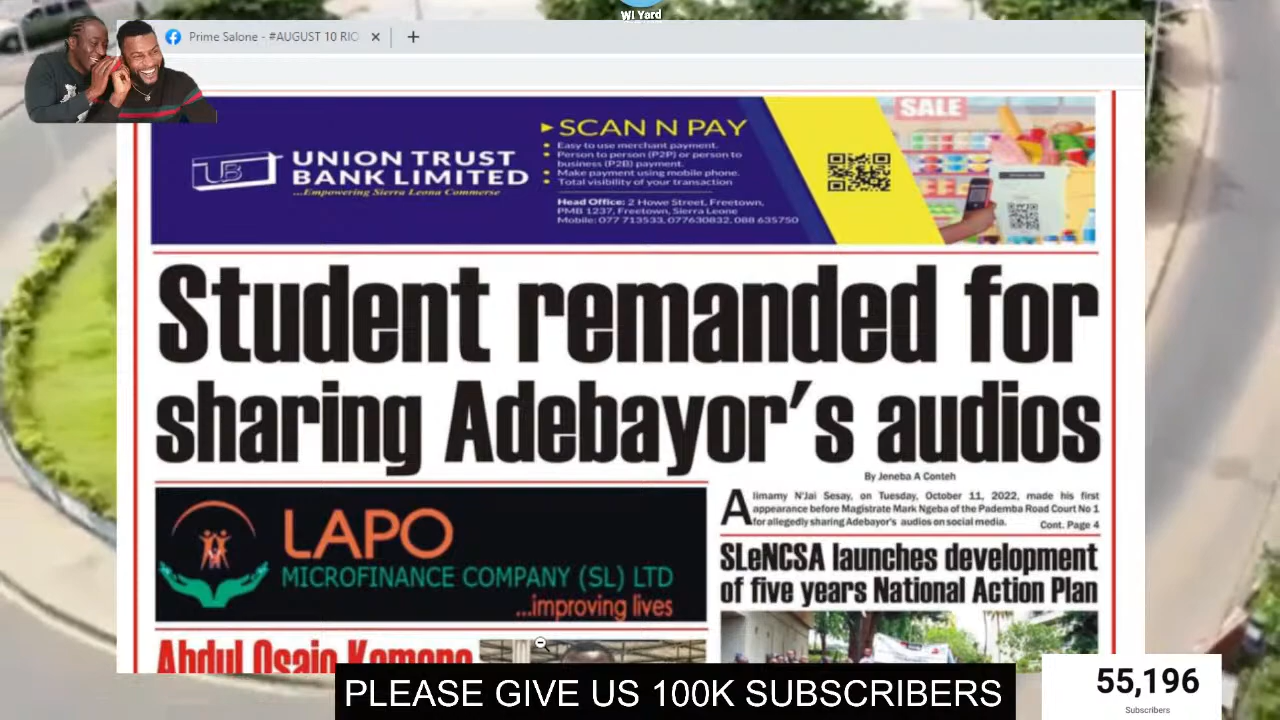 WI Yard
Prime Salone - #AUGUST 10 RIO
SALE
UB
UNION TRUST
BANK LIMITED
...Empowering Sierra Leona Commerse
SCAN N PAY
Easy to use merchant payment.
Person to person (P2P) or person to
business (P2B) payment.
Make payment using mobile phone.
Total visibility of your transaction
Head Office: 2 Howe Street, Freetown,
PMB 1237, Freetown, Sierra Leone
Mobile: 077 713533, 077630832, 088 635750
Student remanded for
sharing Adebayor's audios
By Jeneba A Conteh
Alimamy N'Jai Sesay, on Tuesday, October 11, 2022, made his first
appearance before Magistrate Mark Ngeba of the Pademba Road Court No 1
for allegedly sharing Adebayor's audios on social media. Cont. Page 4
LAPO
MICROFINANCE COMPANY (SL) LTD
...improving lives
SLeNCSA launches development
of five years National Action Plan
Abdul Osaio Kamara
PLEASE GIVE US 100K SUBSCRIBERS
55,196
Subscribers